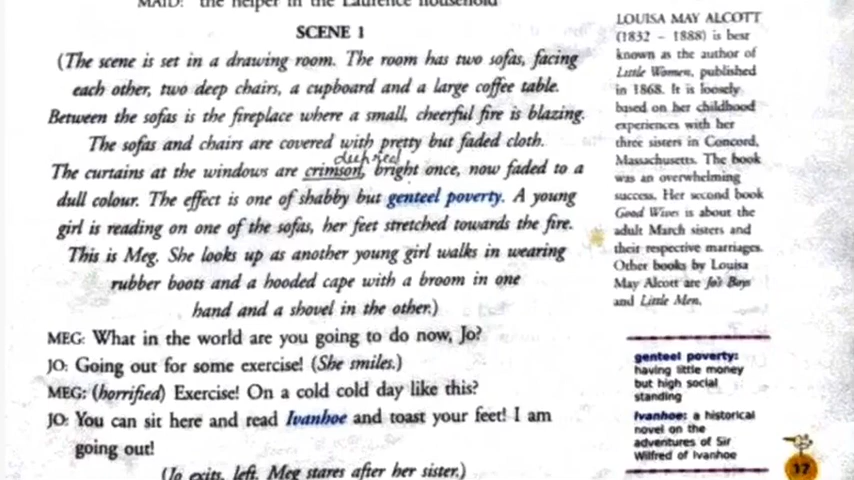 MAID: the helper in the Laurence household
SCENE 1
(The scene is set in a drawing room. The room has two sofas, facing
each other, two deep chairs, a cupboard and a large coffee table.
Between the sofas is the fireplace where a small, cheerful fire is blazing.
The sofas and chairs are covered with pretty but faded cloth.
deep red
The curtains at the windows are crimson, bright once, now faded to a
dull colour. The effect is one of shabby but genteel poverty. A young
girl is reading on one of the sofas, her feet stretched towards the fire.
This is Meg. She looks up as another young girl walks in wearing
rubber boots and a hooded cape with a broom in one
hand and a shovel in the other.)
MEG: What in the world are you going to do now, Jo?
JO: Going out for some exercise! (She smiles.)
MEG: (horrified) Exercise! On a cold cold day like this?
JO: You can sit here and read Ivanhoe and toast your feet! I am
going out!
(Jo exits, left. Meg stares after her sister.)
LOUISA MAY ALCOTT
(1832 – 1888) is best
known as the author of
Little Women, published
in 1868. It is loosely
based on her childhood
experiences with her
three sisters in Concord,
Massachusetts. The book
was an overwhelming
success. Her second book
Good Wives is about the
adult March sisters and
their respective marriages.
Other books by Louisa
May Alcott are Jo's Boys
and Little Men.
genteel poverty:
having little money
but high social
standing
Ivanhoe: a historical
novel on the
adventures of Sir
Wilfred of Ivanhoe
37